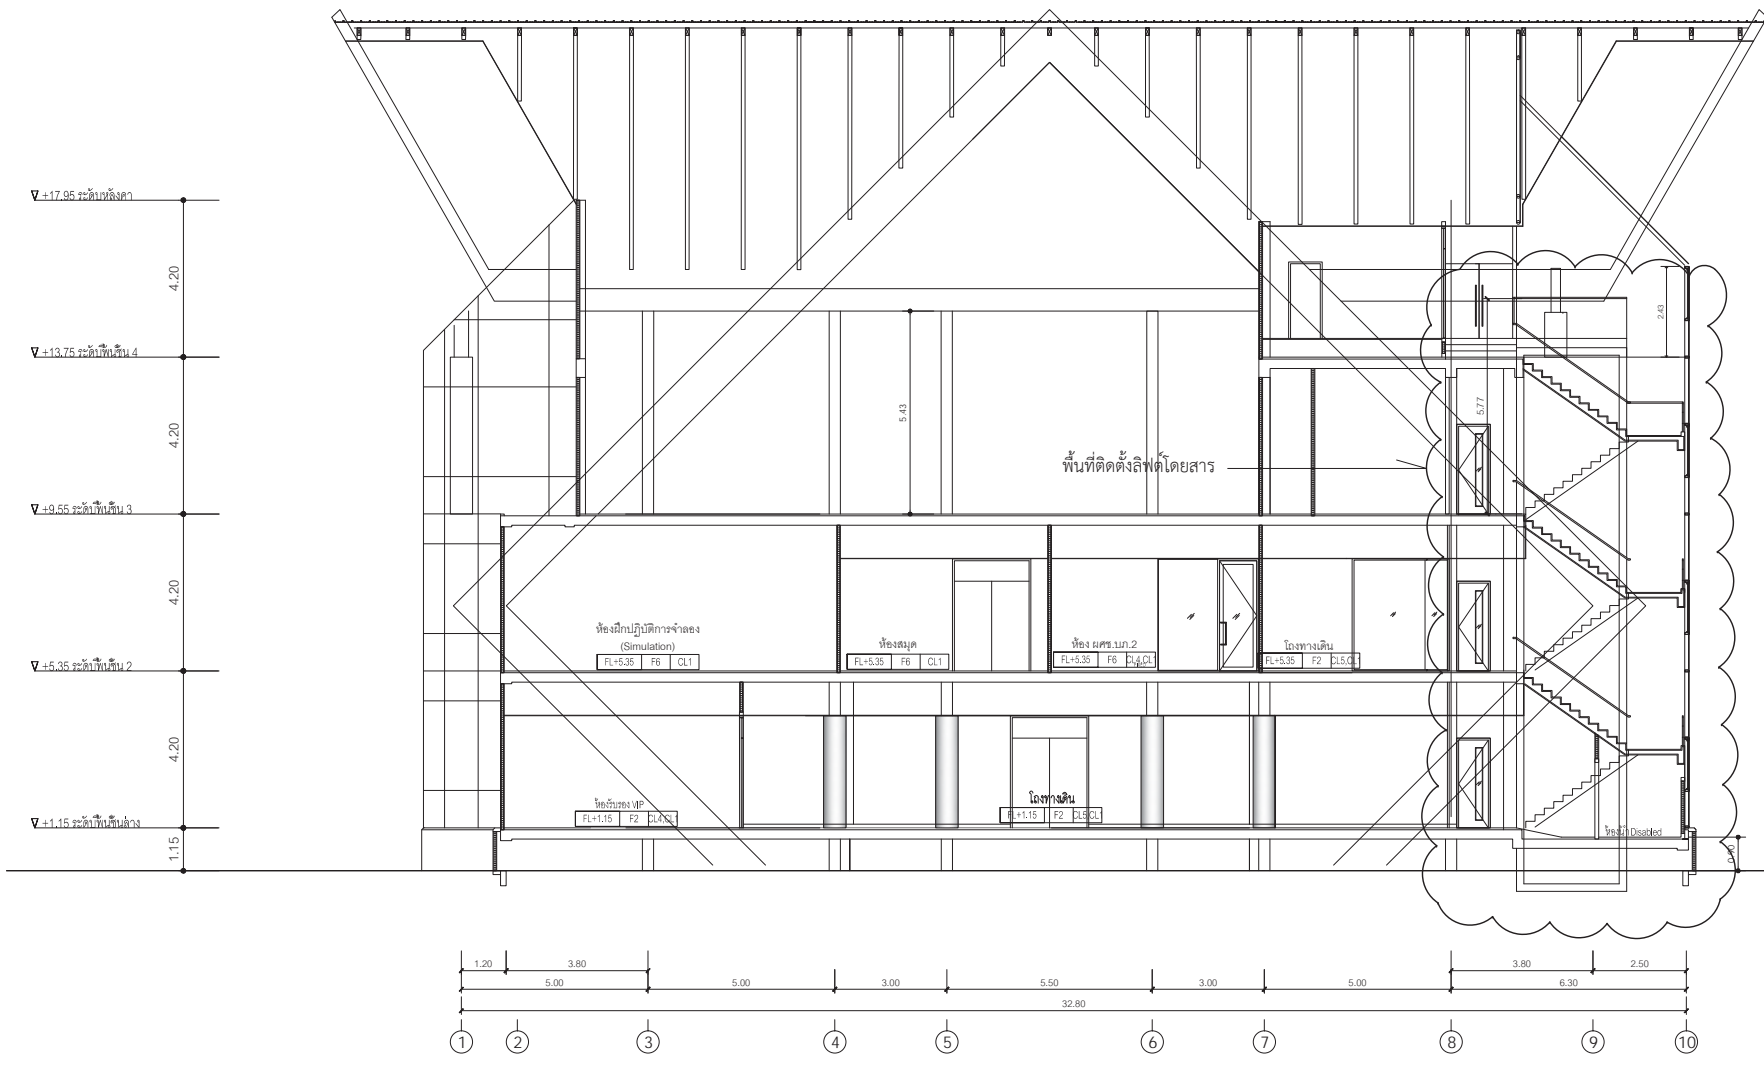 +17.95 ระดับหลังคา
4.20
+13.75 ระดับพื้นชั้น 4
2.43
4.20
5.43
5.77
พื้นที่ติดตั้งลิฟต์โดยสาร
+9.55 ระดับพื้นชั้น 3
4.20
ห้องฝึกปฏิบัติการจำลอง
(Simulation)
FL+5.35 F6 CL1
ห้องสมุด
FL+5.35 F6 CL1
ห้อง ผศช.บภ.2
FL+5.35 F6 CL4,CL1
โถงทางเดิน
FL+5.35 F2 CL5,CL1
+5.35 ระดับพื้นชั้น 2
4.20
ห้องรับรอง VIP
FL+1.15 F2 CL4,CL1
โถงทางเดิน
FL+1.15 F2 CL5,CL1
+1.15 ระดับพื้นชั้นล่าง
ห้องน้ำ Disabled
1.15
0.90
1.20 3.80 3.80 2.50
5.00 5.00 3.00 5.50 3.00 5.00 6.30
32.80
1 2 3 4 5 6 7 8 9 10